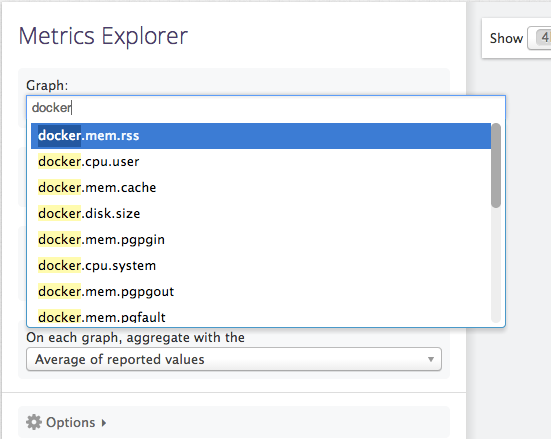 Metrics Explorer
Show 4
Graph:
docker
docker.mem.rss
docker.cpu.user
docker.mem.cache
docker.disk.size
docker.mem.pgpgin
docker.cpu.system
docker.mem.pgpgout
docker.mem.pgfault
On each graph, aggregate with the
Average of reported values
Options